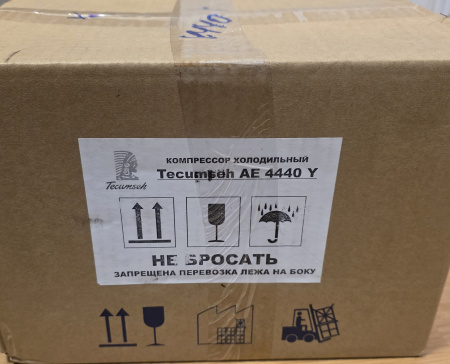 КОМПРЕССОР ХОЛОДИЛЬНЫЙ
Tecumseh AE 4440 Y
Tecumseh
НЕ БРОСАТЬ
ЗАПРЕЩЕНА ПЕРЕВОЗКА ЛЕЖА НА БОКУ